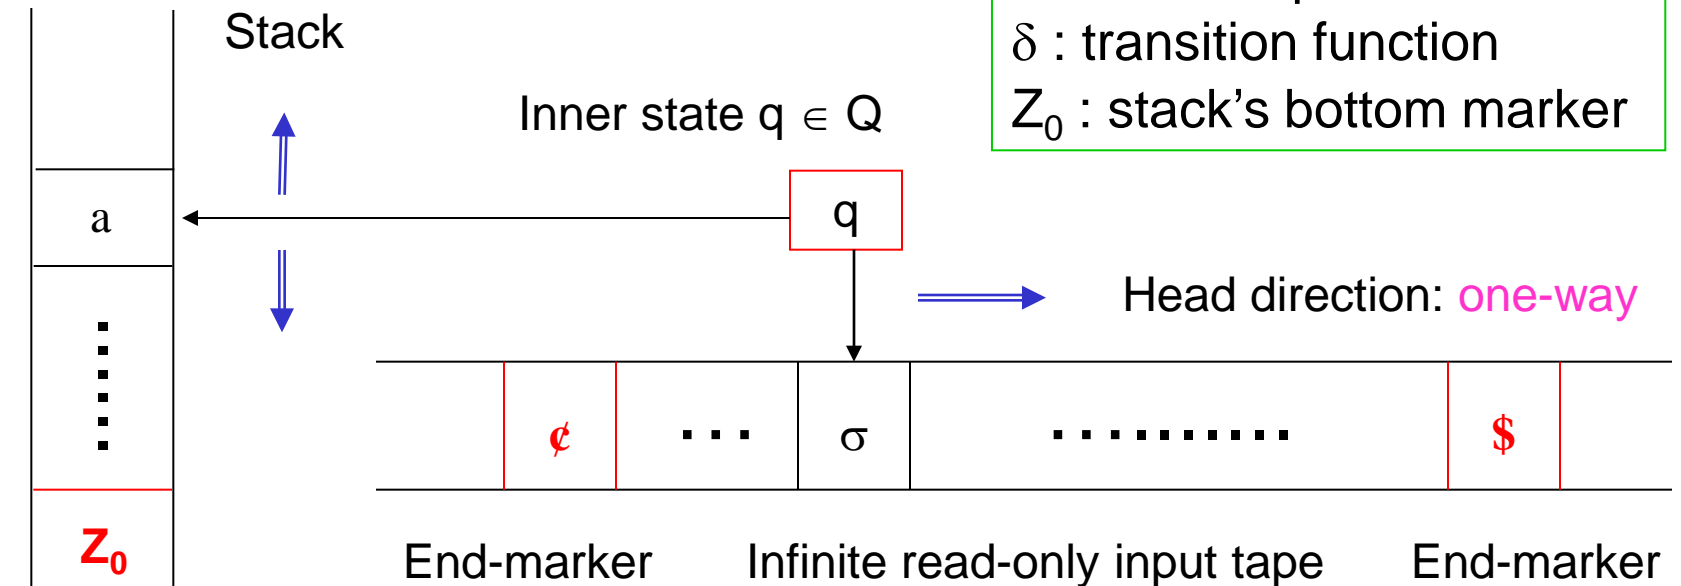 Stack
δ : transition function
Z₀ : stack’s bottom marker
Inner state q ∈ Q
a
q
Head direction: one-way
¢
σ
$
Z₀
End-marker
Infinite read-only input tape
End-marker